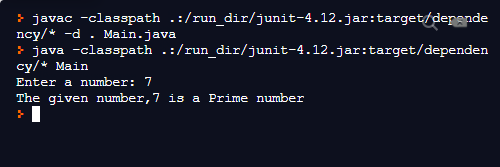 > javac -classpath .:/run_dir/junit-4.12.jar:target/depende
ncy/* -d . Main.java
> java -classpath .:/run_dir/junit-4.12.jar:target/dependen
cy/* Main
Enter a number: 7
The given number,7 is a Prime number
>